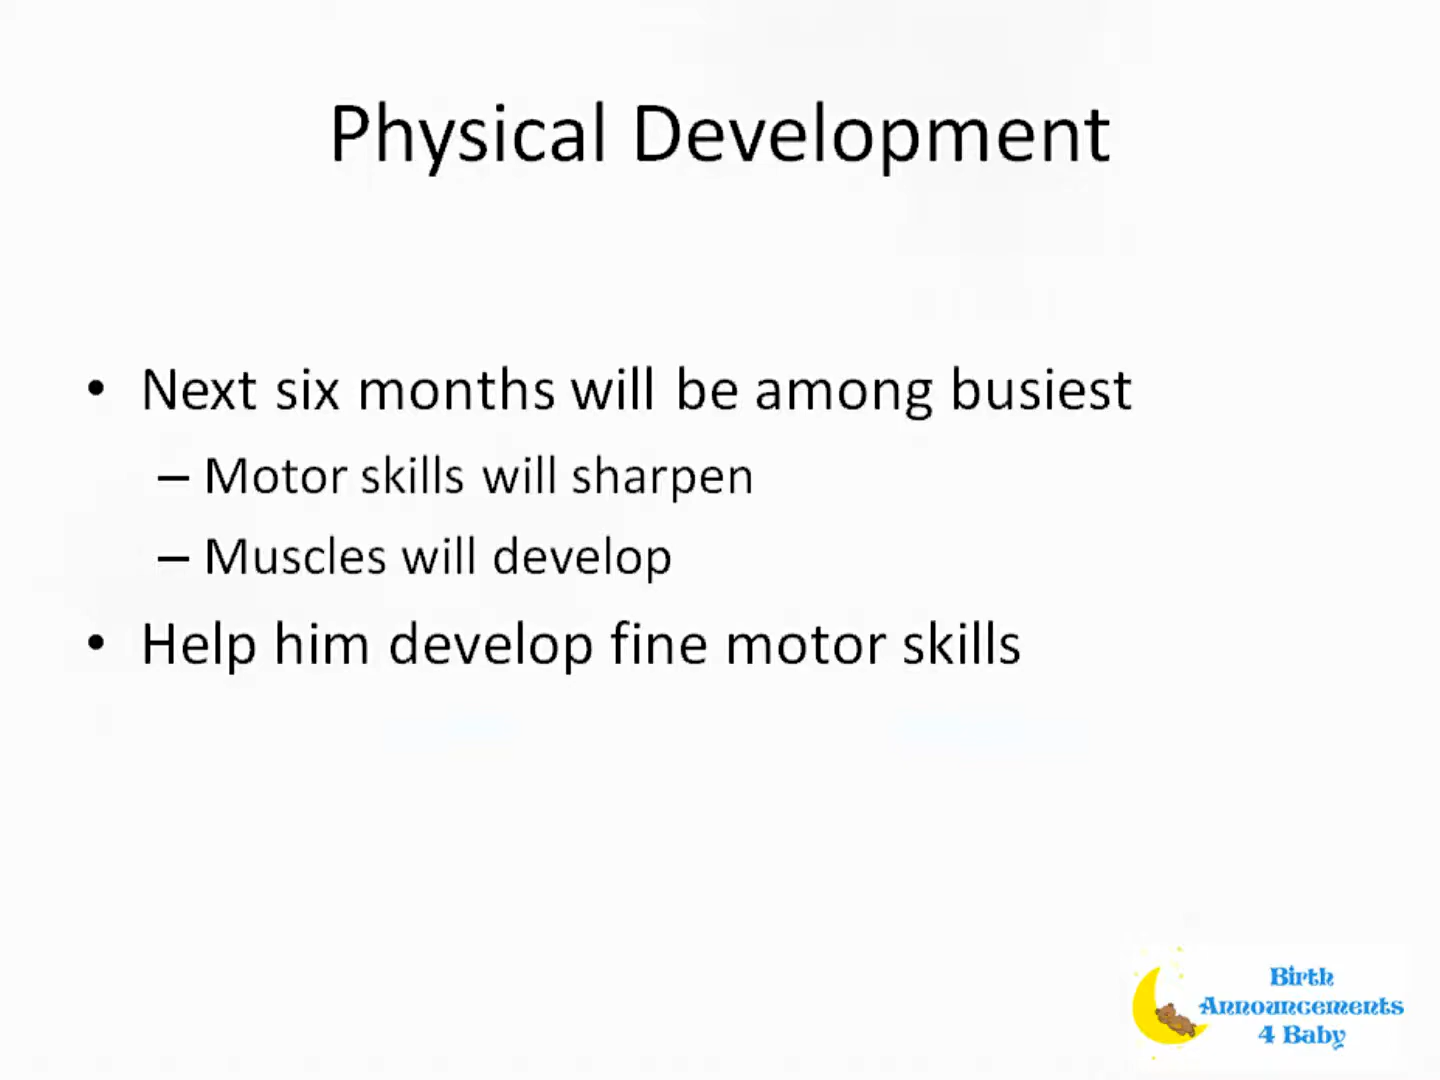 Physical Development
• Next six months will be among busiest
– Motor skills will sharpen
– Muscles will develop
• Help him develop fine motor skills
Birth
Announcements
4 Baby